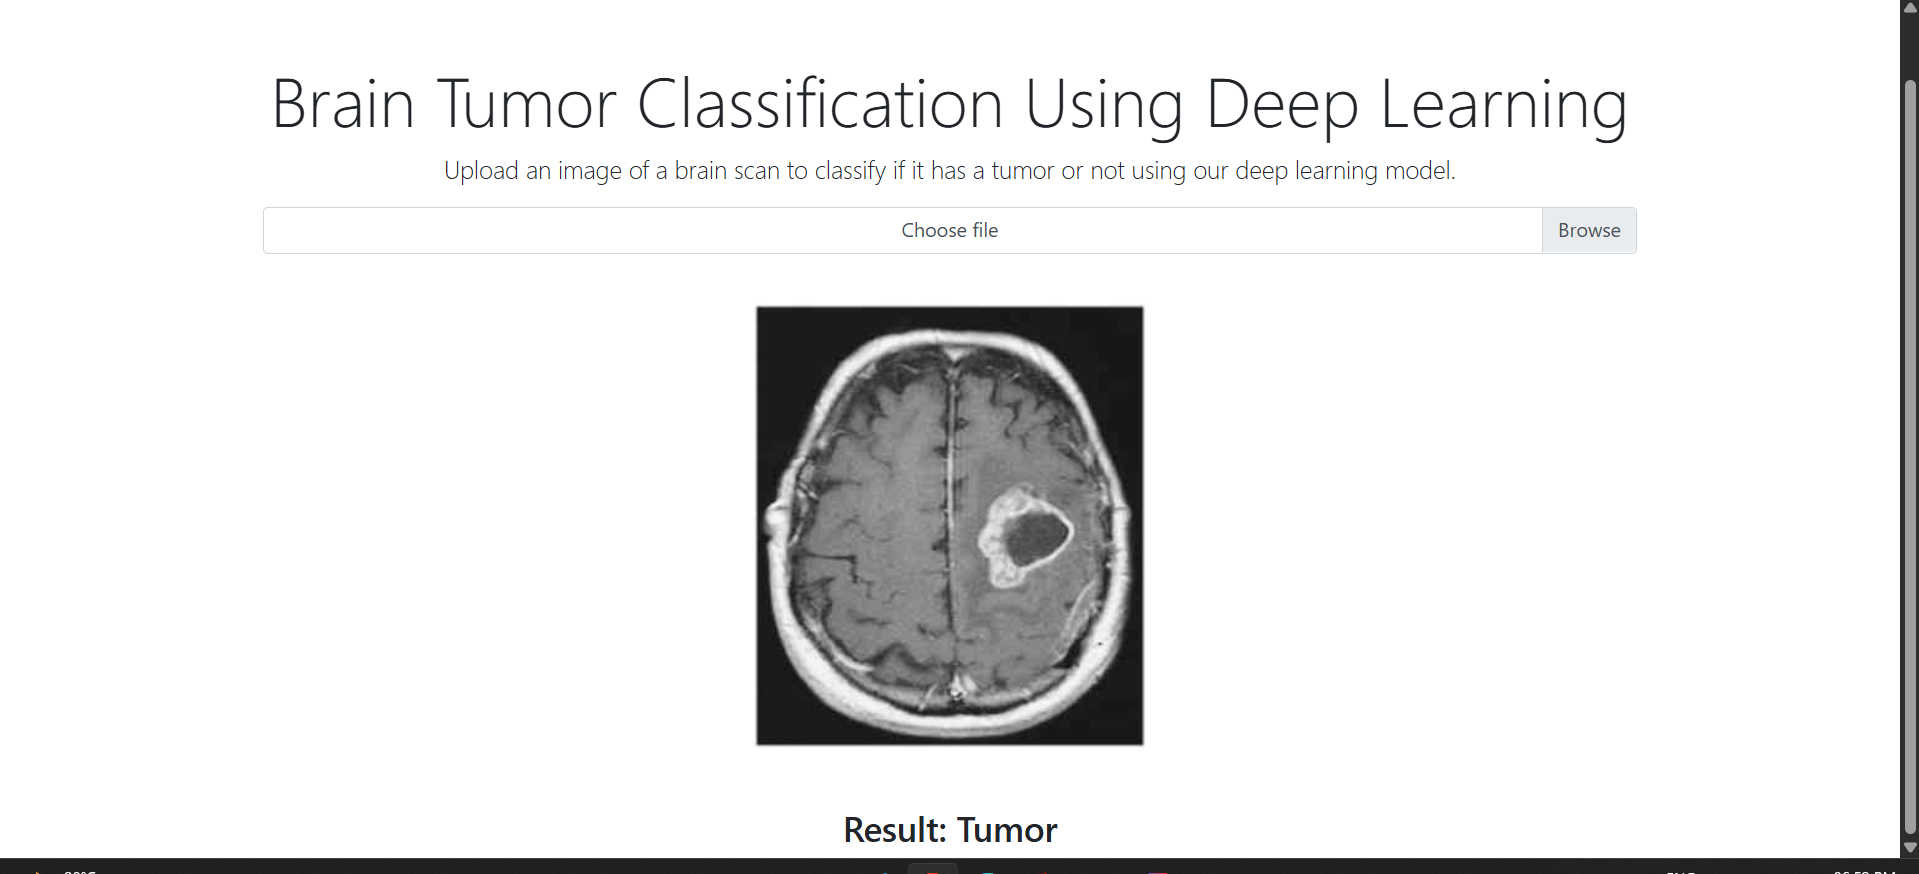 Brain Tumor Classification Using Deep Learning
Upload an image of a brain scan to classify if it has a tumor or not using our deep learning model.
Choose file
Browse
Result: Tumor